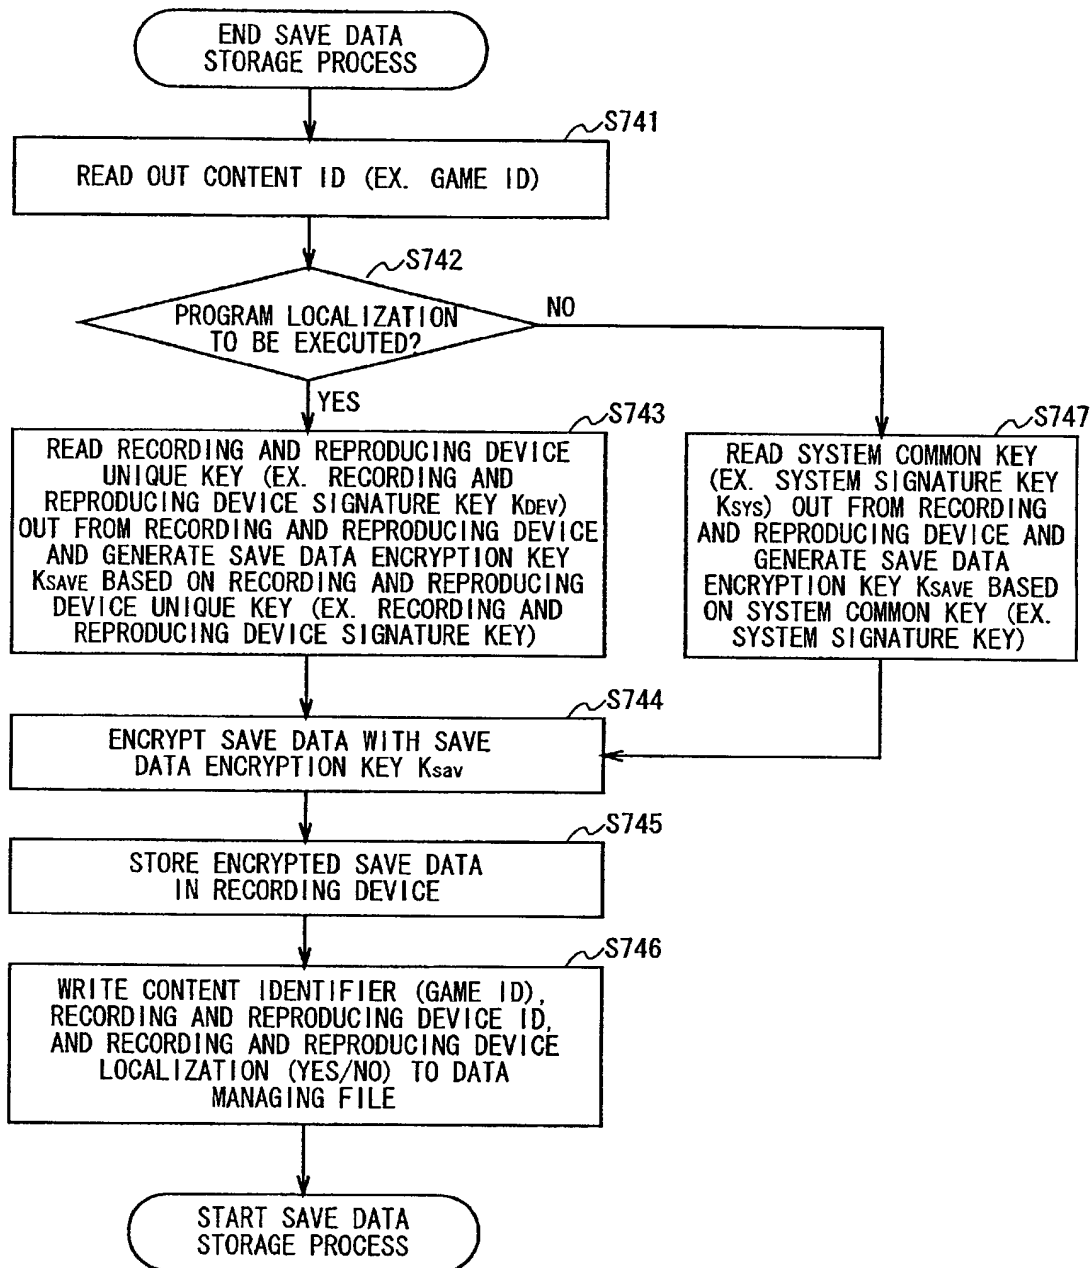 END SAVE DATA
STORAGE PROCESS
S741
READ OUT CONTENT ID (EX. GAME ID)
S742
PROGRAM LOCALIZATION
TO BE EXECUTED?
NO
YES
S743
READ RECORDING AND REPRODUCING DEVICE
UNIQUE KEY (EX. RECORDING AND
REPRODUCING DEVICE SIGNATURE KEY KDEV)
OUT FROM RECORDING AND REPRODUCING DEVICE
AND GENERATE SAVE DATA ENCRYPTION KEY
KSAVE BASED ON RECORDING AND REPRODUCING
DEVICE UNIQUE KEY (EX. RECORDING AND
REPRODUCING DEVICE SIGNATURE KEY)
S747
READ SYSTEM COMMON KEY
(EX. SYSTEM SIGNATURE KEY
KSYS) OUT FROM RECORDING
AND REPRODUCING DEVICE AND
GENERATE SAVE DATA
ENCRYPTION KEY KSAVE BASED
ON SYSTEM COMMON KEY (EX.
SYSTEM SIGNATURE KEY)
S744
ENCRYPT SAVE DATA WITH SAVE
DATA ENCRYPTION KEY Ksav
S745
STORE ENCRYPTED SAVE DATA
IN RECORDING DEVICE
S746
WRITE CONTENT IDENTIFIER (GAME ID),
RECORDING AND REPRODUCING DEVICE ID,
AND RECORDING AND REPRODUCING DEVICE
LOCALIZATION (YES/NO) TO DATA
MANAGING FILE
START SAVE DATA
STORAGE PROCESS